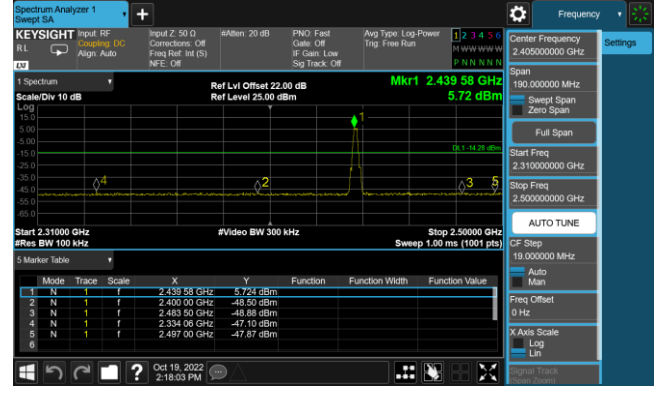 Spectrum Analyzer 1
Swept SA
+
Frequency
KEYSIGHT
RL
LXI
Input: RF
Coupling: DC
Align: Auto
Input Z: 50 Ω
Corrections: Off
Freq Ref: Int (S)
NFE: Off
#Atten: 20 dB
PNO: Fast
Gate: Off
IF Gain: Low
Sig Track: Off
Avg Type: Log-Power
Trig: Free Run
1 2 3 4 5 6
M W W W W W
P N N N N N
Center Frequency
2.405000000 GHz
Settings
Span
190.000000 MHz
Swept Span
Zero Span
Full Span
Start Freq
2.310000000 GHz
Stop Freq
2.500000000 GHz
AUTO TUNE
CF Step
19.000000 MHz
Auto
Man
Freq Offset
0 Hz
X Axis Scale
Log
Lin
Signal Track
(Span Zoom)
1 Spectrum
Scale/Div 10 dB
Ref Lvl Offset 22.00 dB
Ref Level 25.00 dBm
Mkr1 2.439 58 GHz
5.72 dBm
Log
15.0
5.00
-5.00
-15.0
-25.0
-35.0
-45.0
-55.0
-65.0
1
DL1 -14.28 dBm
4
2
3
5
Start 2.31000 GHz
#Res BW 100 kHz
#Video BW 300 kHz
Stop 2.50000 GHz
Sweep 1.00 ms (1001 pts)
5 Marker Table
Mode Trace Scale X Y Function Function Width Function Value
1 N 1 f 2.439 58 GHz 5.724 dBm
2 N 1 f 2.400 00 GHz -48.50 dBm
3 N 1 f 2.483 50 GHz -48.88 dBm
4 N 1 f 2.334 06 GHz -47.10 dBm
5 N 1 f 2.497 00 GHz -47.87 dBm
6
?
Oct 19, 2022
2:18:03 PM